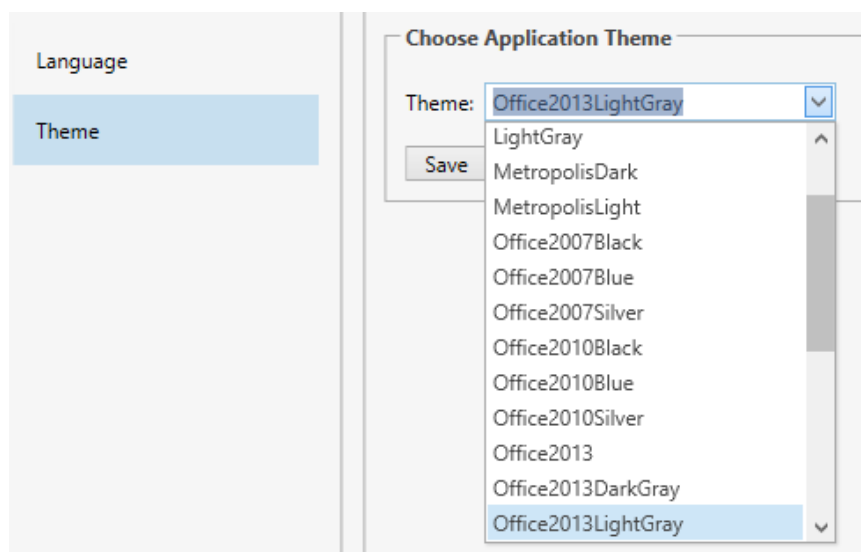 Language
Theme
Choose Application Theme
Theme: Office2013LightGray
Save
LightGray
MetropolisDark
MetropolisLight
Office2007Black
Office2007Blue
Office2007Silver
Office2010Black
Office2010Blue
Office2010Silver
Office2013
Office2013DarkGray
Office2013LightGray